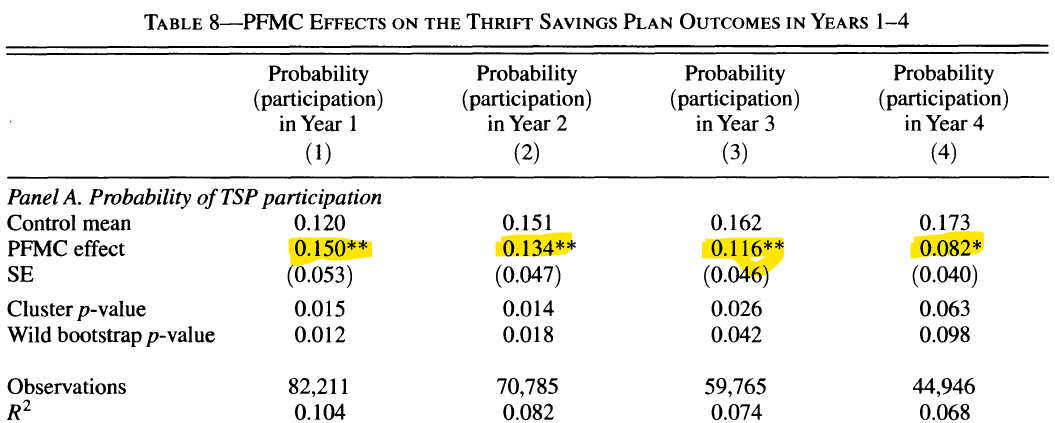 TABLE 8—PFMC EFFECTS ON THE THRIFT SAVINGS PLAN OUTCOMES IN YEARS 1–4
Probability (participation) in Year 1 (1)
Probability (participation) in Year 2 (2)
Probability (participation) in Year 3 (3)
Probability (participation) in Year 4 (4)
Panel A. Probability of TSP participation
Control mean 0.120 0.151 0.162 0.173
PFMC effect 0.150** 0.134** 0.116** 0.082*
SE (0.053) (0.047) (0.046) (0.040)
Cluster p-value 0.015 0.014 0.026 0.063
Wild bootstrap p-value 0.012 0.018 0.042 0.098
Observations 82,211 70,785 59,765 44,946
R² 0.104 0.082 0.074 0.068